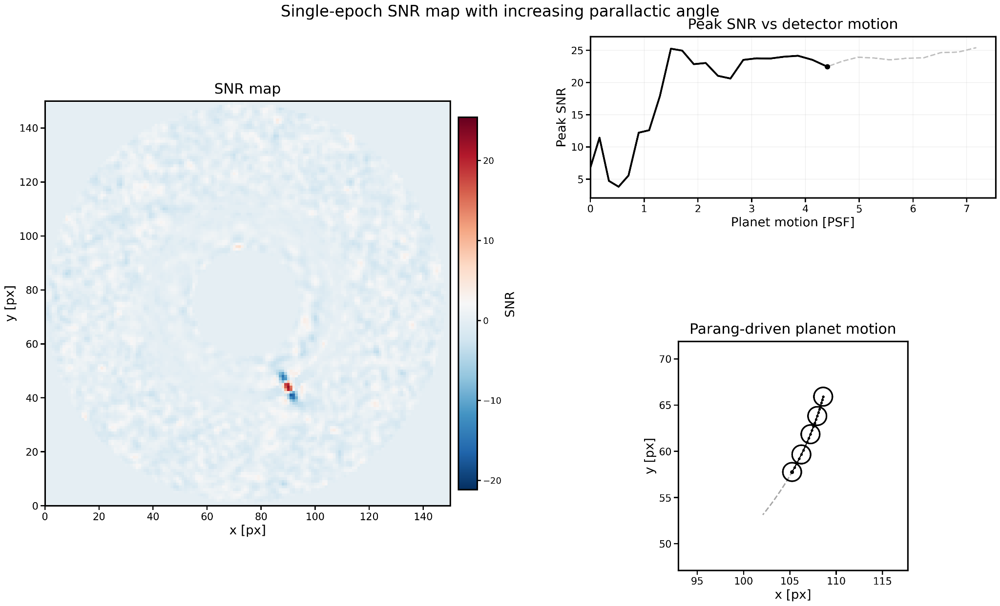 Single-epoch SNR map with increasing parallactic angle
SNR map
140
120
100
80
60
40
20
0
0 20 40 60 80 100 120 140
y [px]
x [px]
20
10
0
−10
−20
SNR
Peak SNR vs detector motion
25
20
15
10
5
Peak SNR
0 1 2 3 4 5 6 7
Planet motion [PSF]
Parang-driven planet motion
70
65
60
55
50
y [px]
95 100 105 110 115
x [px]